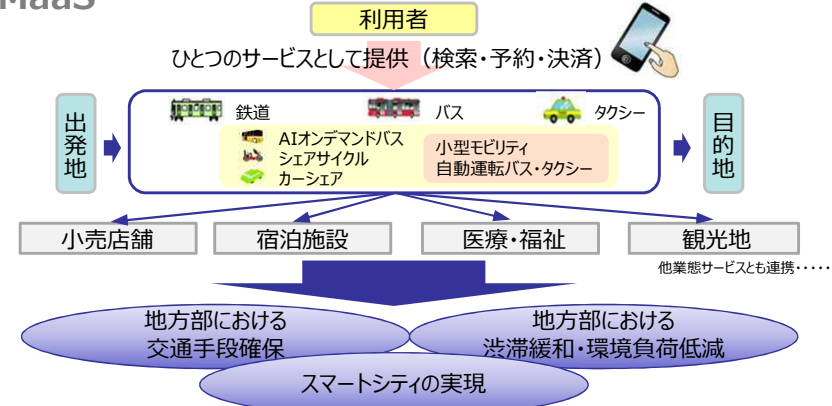 MaaS
利用者
ひとつのサービスとして提供（検索・予約・決済）
出発地
鉄道
バス
タクシー
AIオンデマンドバス
シェアサイクル
カーシェア
小型モビリティ
自動運転バス・タクシー
目的地
小売店舗
宿泊施設
医療・福祉
観光地
他業態サービスとも連携・・・・・
地方部における
交通手段確保
地方部における
渋滞緩和・環境負荷低減
スマートシティの実現